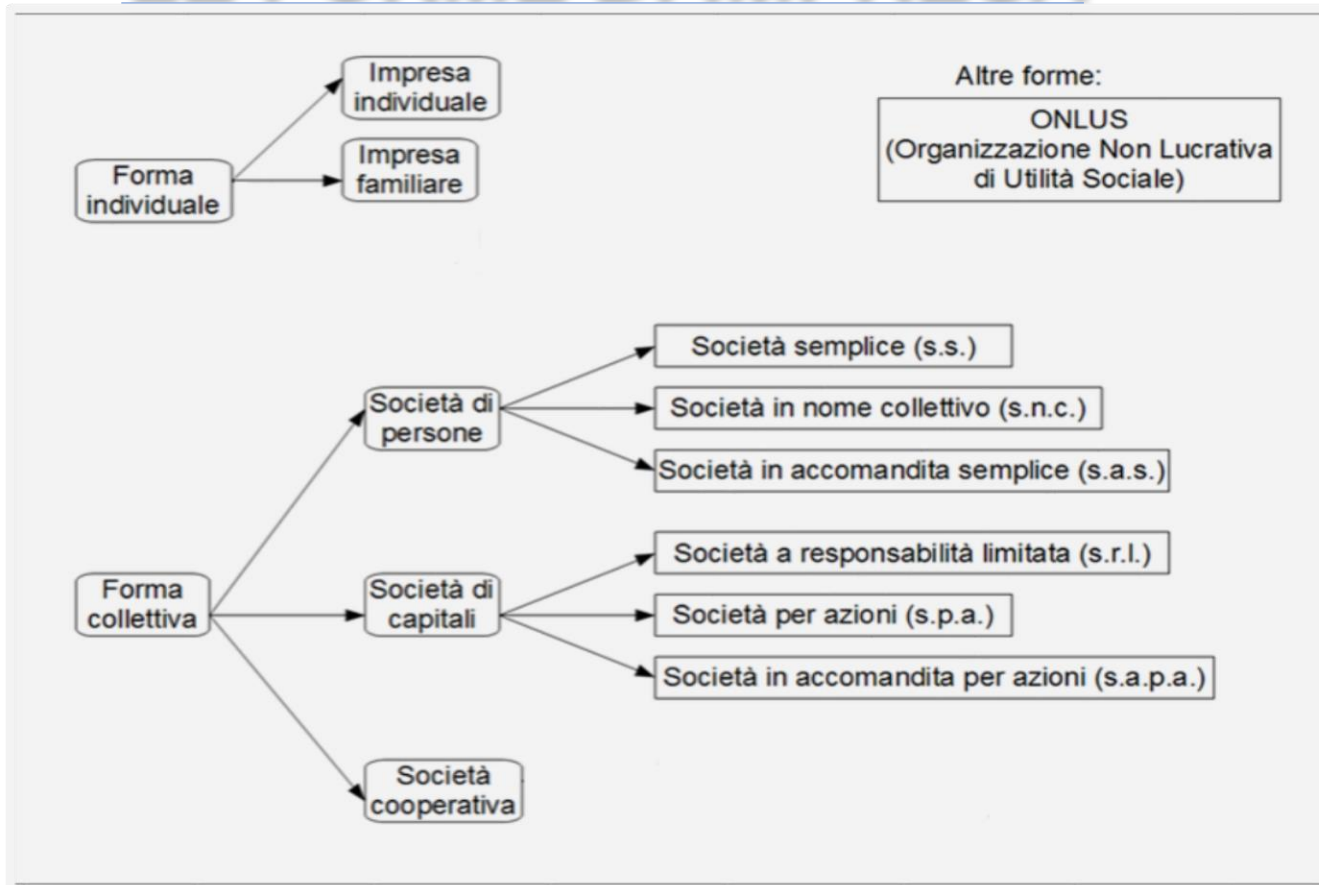 Impresa
individuale
Impresa
familiare
Forma
individuale
Altre forme:
ONLUS
(Organizzazione Non Lucrativa
di Utilità Sociale)
Società semplice (s.s.)
Società di
persone
Società in nome collettivo (s.n.c.)
Società in accomandita semplice (s.a.s.)
Forma
collettiva
Società di
capitali
Società a responsabilità limitata (s.r.l.)
Società per azioni (s.p.a.)
Società in accomandita per azioni (s.a.p.a.)
Società
cooperativa